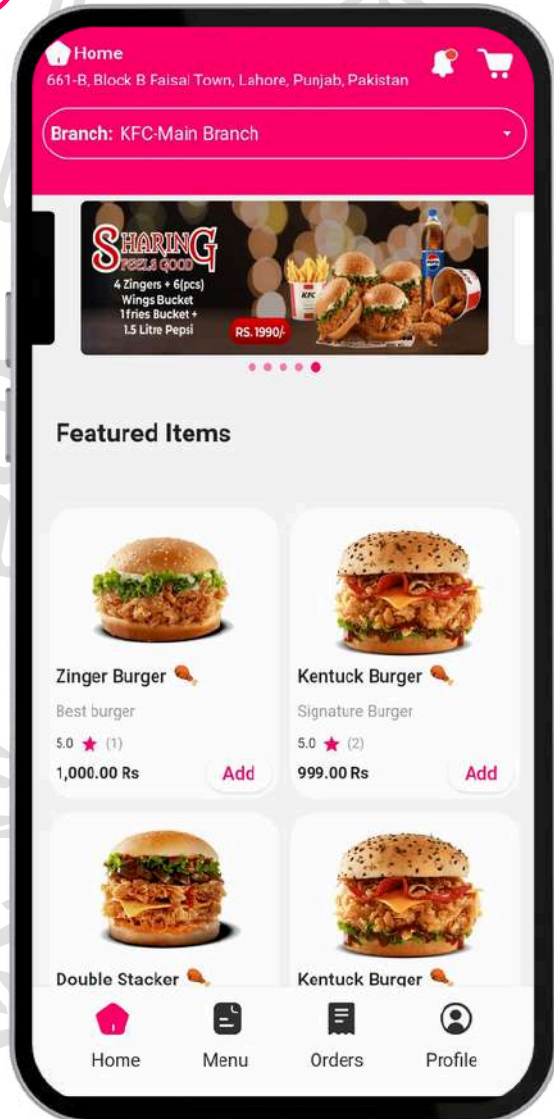 Home
661-B, Block B Faisal Town, Lahore, Punjab, Pakistan
Branch: KFC-Main Branch
SHARING
FEELS GOOD
4 Zingers + 6(pcs)
Wings Bucket
1 fries Bucket +
1.5 Litre Pepsi
RS. 1990/-
KFC
pepsi
Featured Items
Zinger Burger
Best burger
5.0 (1)
1,000.00 Rs Add
Kentuck Burger
Signature Burger
5.0 (2)
999.00 Rs Add
Double Stacker
Kentuck Burger
Home Menu Orders Profile